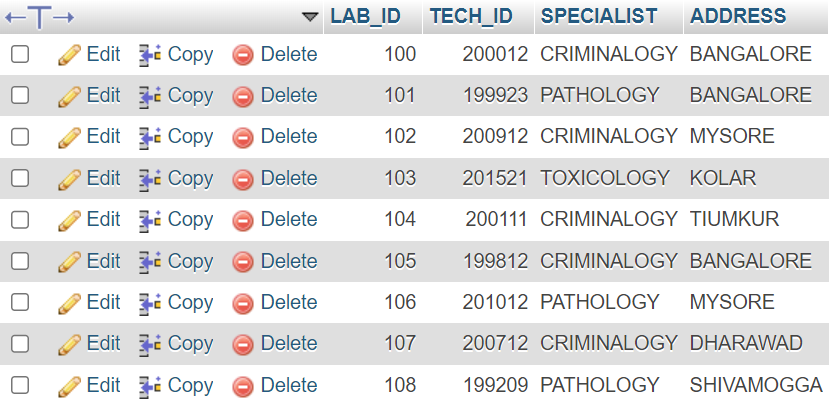 ←T→ LAB_ID TECH_ID SPECIALIST ADDRESS
Edit Copy Delete 100 200012 CRIMINALOGY BANGALORE
Edit Copy Delete 101 199923 PATHOLOGY BANGALORE
Edit Copy Delete 102 200912 CRIMINALOGY MYSORE
Edit Copy Delete 103 201521 TOXICOLOGY KOLAR
Edit Copy Delete 104 200111 CRIMINALOGY TIUMKUR
Edit Copy Delete 105 199812 CRIMINALOGY BANGALORE
Edit Copy Delete 106 201012 PATHOLOGY MYSORE
Edit Copy Delete 107 200712 CRIMINALOGY DHARAWAD
Edit Copy Delete 108 199209 PATHOLOGY SHIVAMOGGA